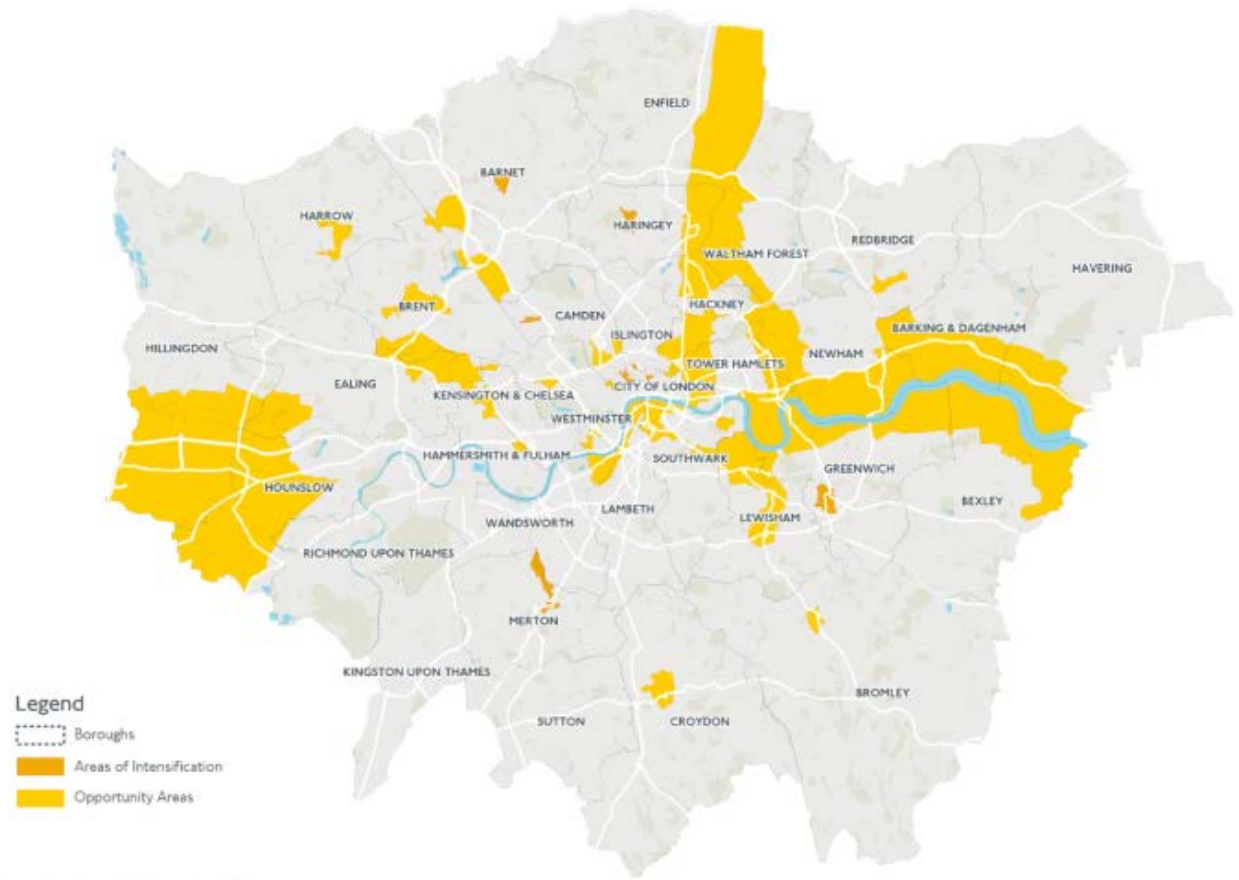 ENFIELD
BARNET
HARROW
HARINGEY
REDBRIDGE
WALTHAM FOREST
HAVERING
BRENT
CAMDEN
HACKNEY
ISLINGTON
BARKING & DAGENHAM
HILLINGDON
NEWHAM
TOWER HAMLETS
EALING
CITY OF LONDON
KENSINGTON & CHELSEA
WESTMINSTER
HAMMERSMITH & FULHAM
SOUTHWARK
GREENWICH
HOUNSLOW
BEXLEY
LAMBETH
LEWISHAM
WANDSWORTH
RICHMOND UPON THAMES
MERTON
KINGSTON UPON THAMES
BROMLEY
SUTTON
CROYDON
Legend
Boroughs
Areas of Intensification
Opportunity Areas